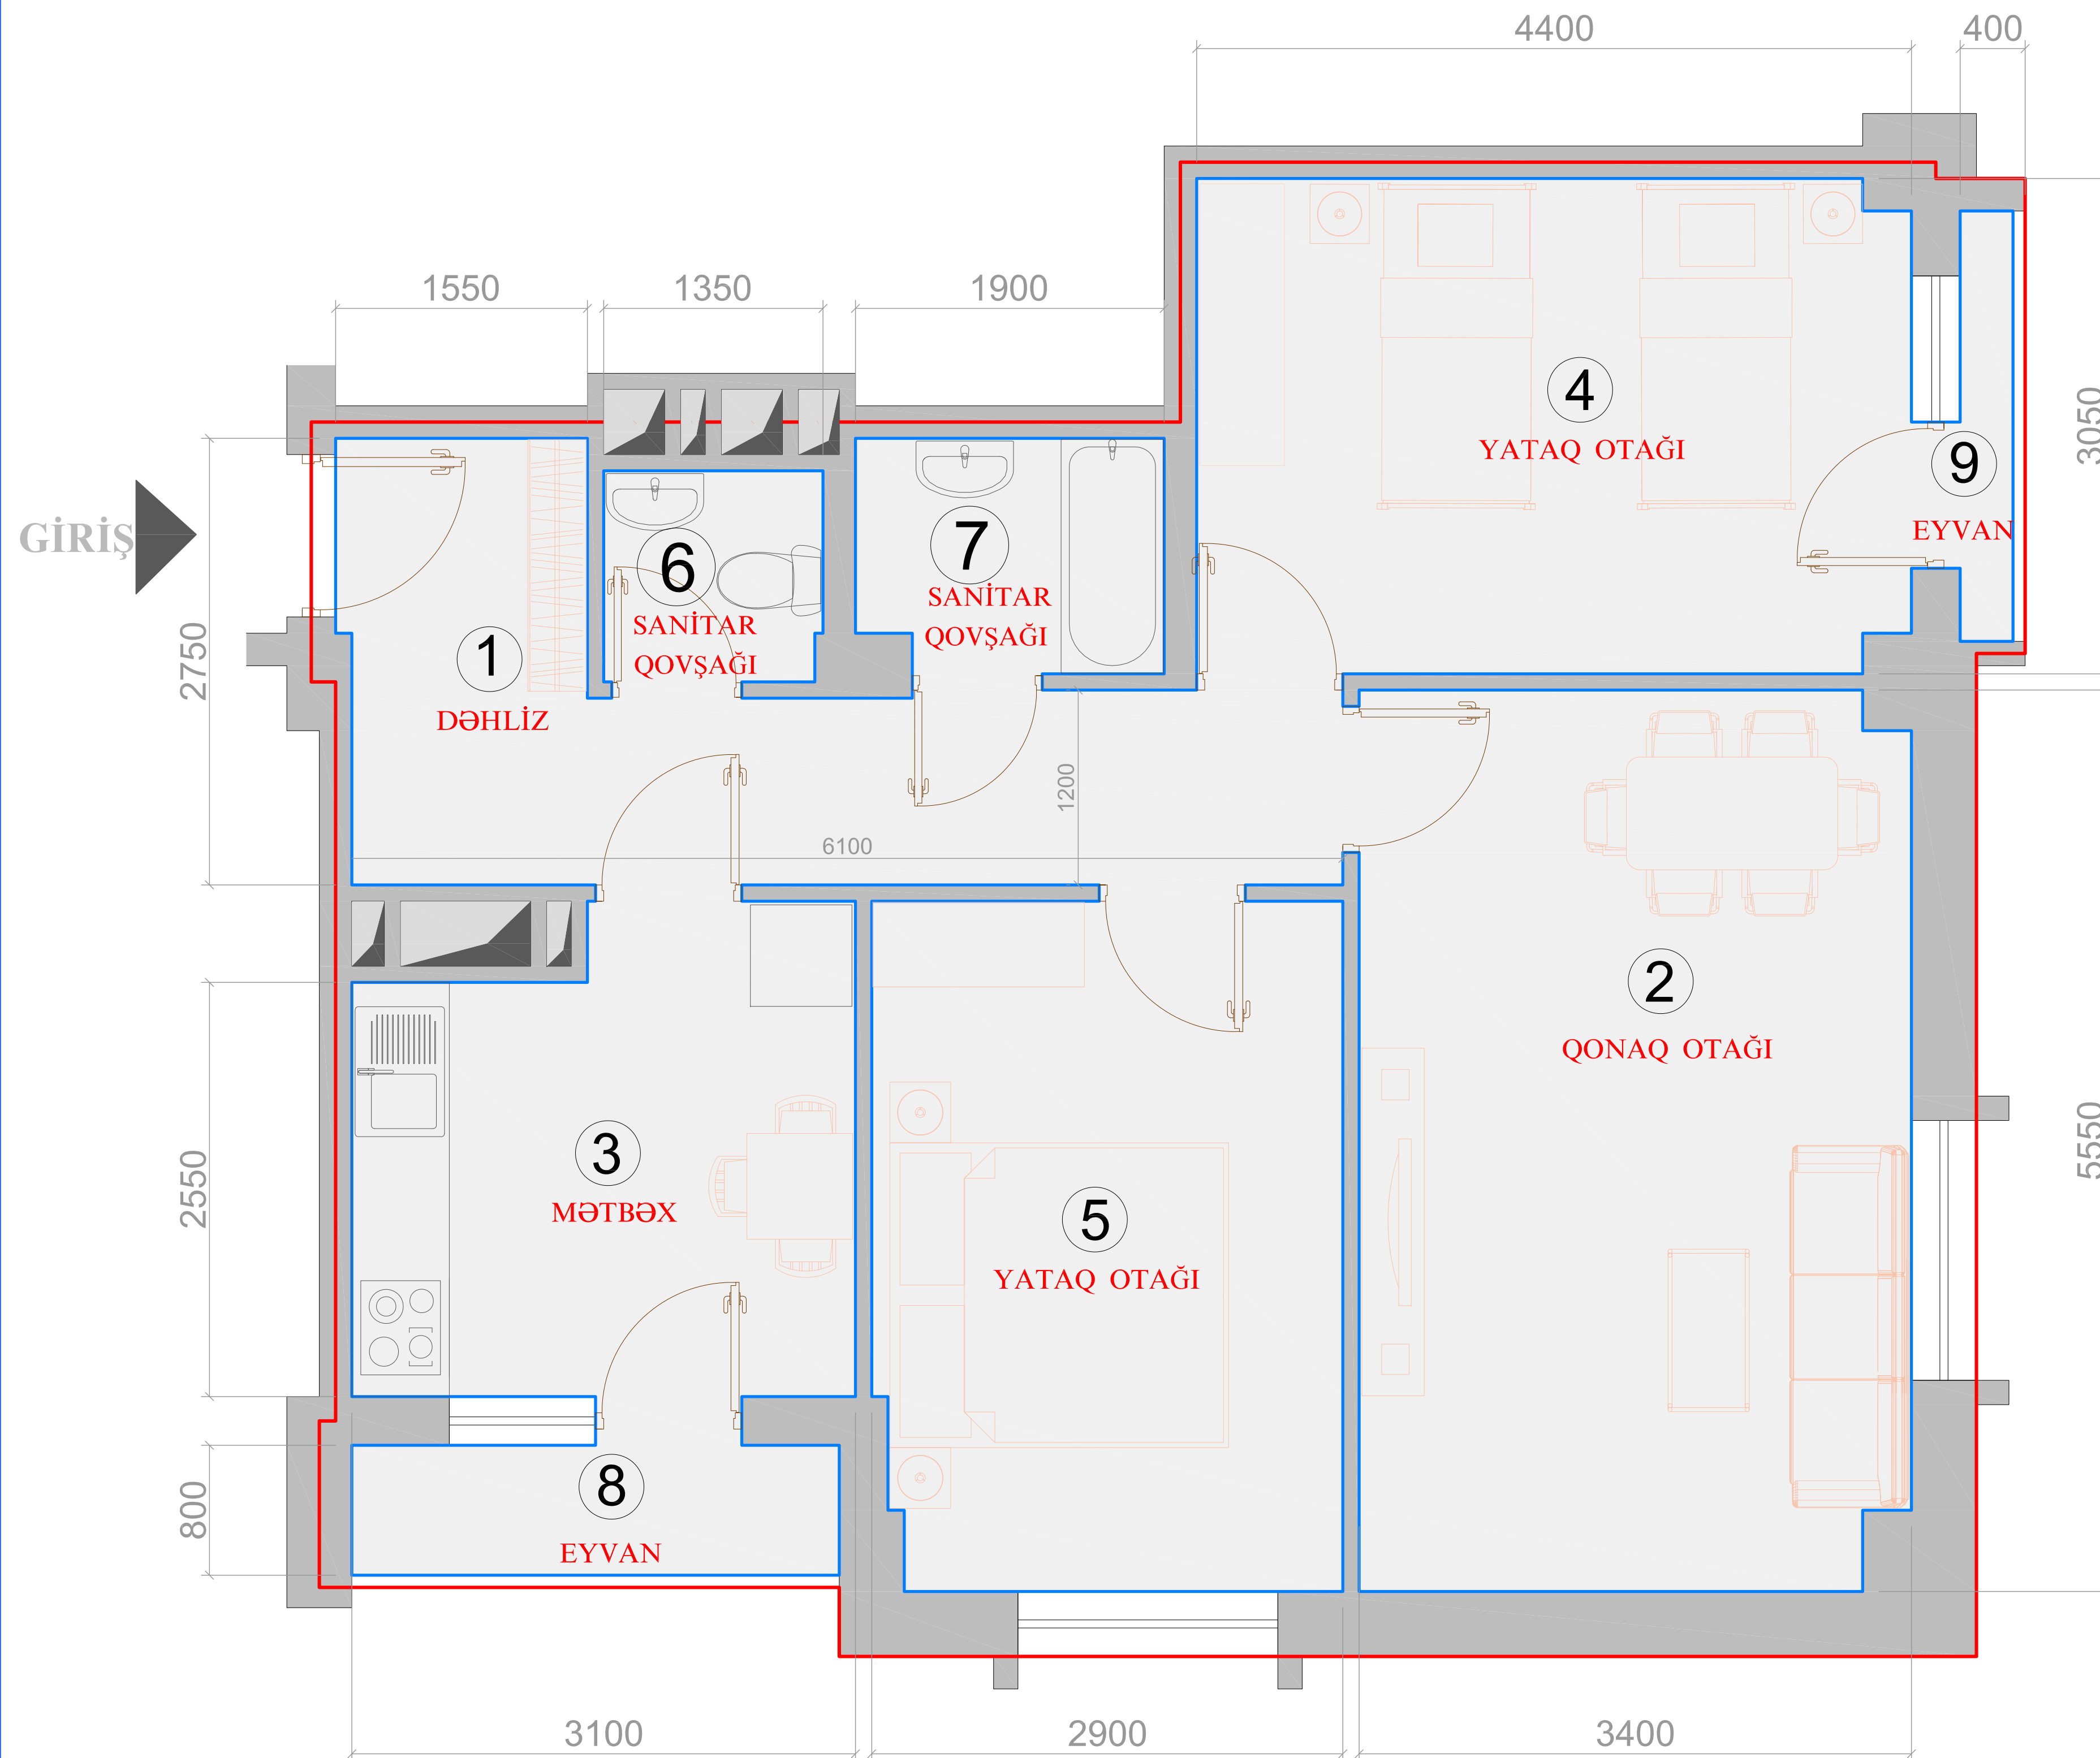 4400
400
1550
1350
1900
4
YATAQ OTAĞI
3050
9
EYVAN
GİRİŞ
6
SANİTAR
QOVŞAĞI
7
SANİTAR
QOVŞAĞI
1
DƏHLİZ
2750
1200
6100
2
QONAQ OTAĞI
3
MƏTBƏX
2550
5
YATAQ OTAĞI
5550
8
EYVAN
800
3100
2900
3400